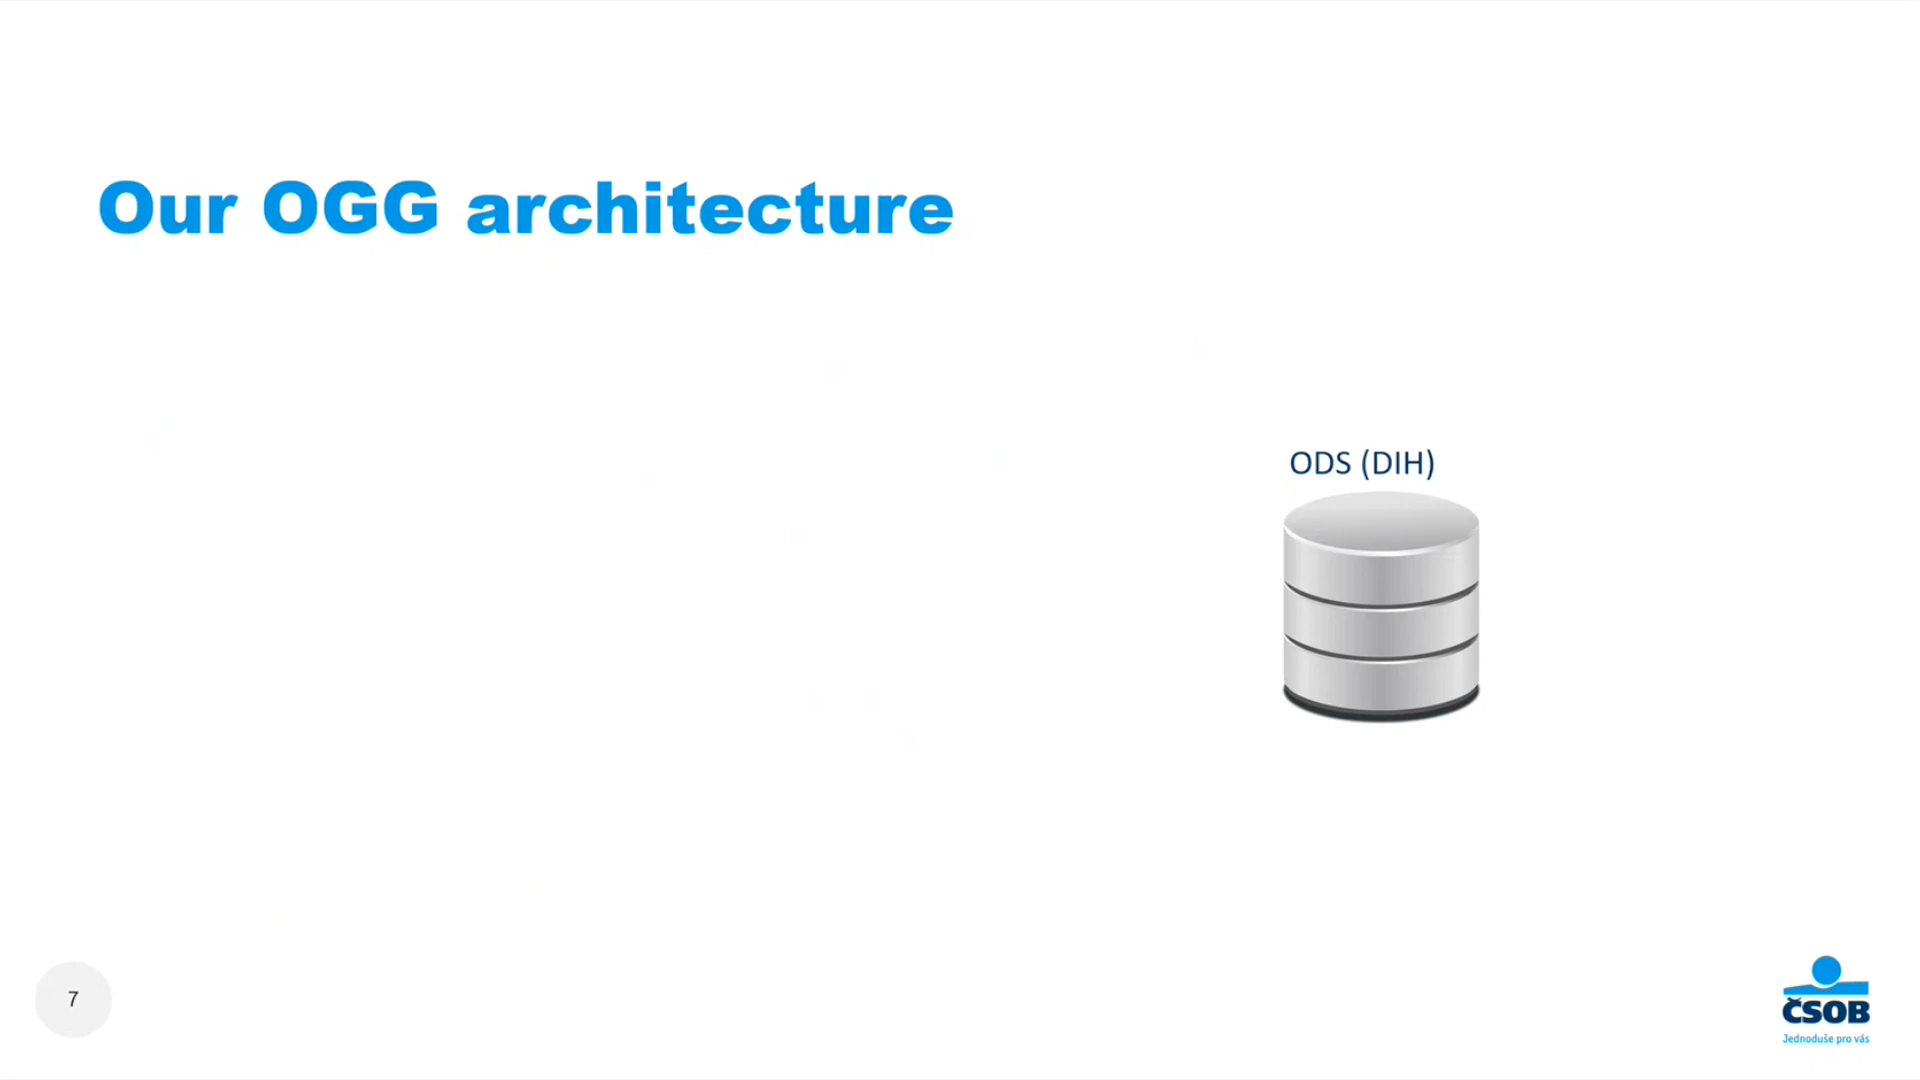 Our OGG architecture
ODS (DIH)
7
ČSOB
Jednoduše pro vás